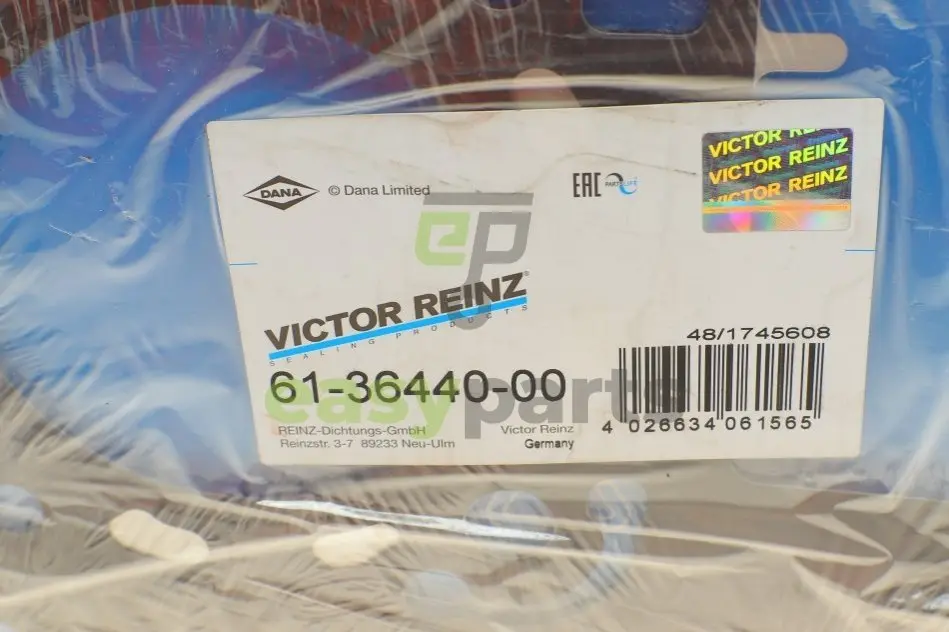 VICTOR REINZ
VICTOR REINZ
VICTOR REINZ
DANA © Dana Limited
EAC PARTSLIFE
ep
VICTOR REINZ®
SEALING PRODUCTS
48/1745608
61-36440-00
easyparts
4 026634 061565
REINZ-Dichtungs-GmbH
Reinzstr. 3-7 89233 Neu-Ulm
Victor Reinz
Germany